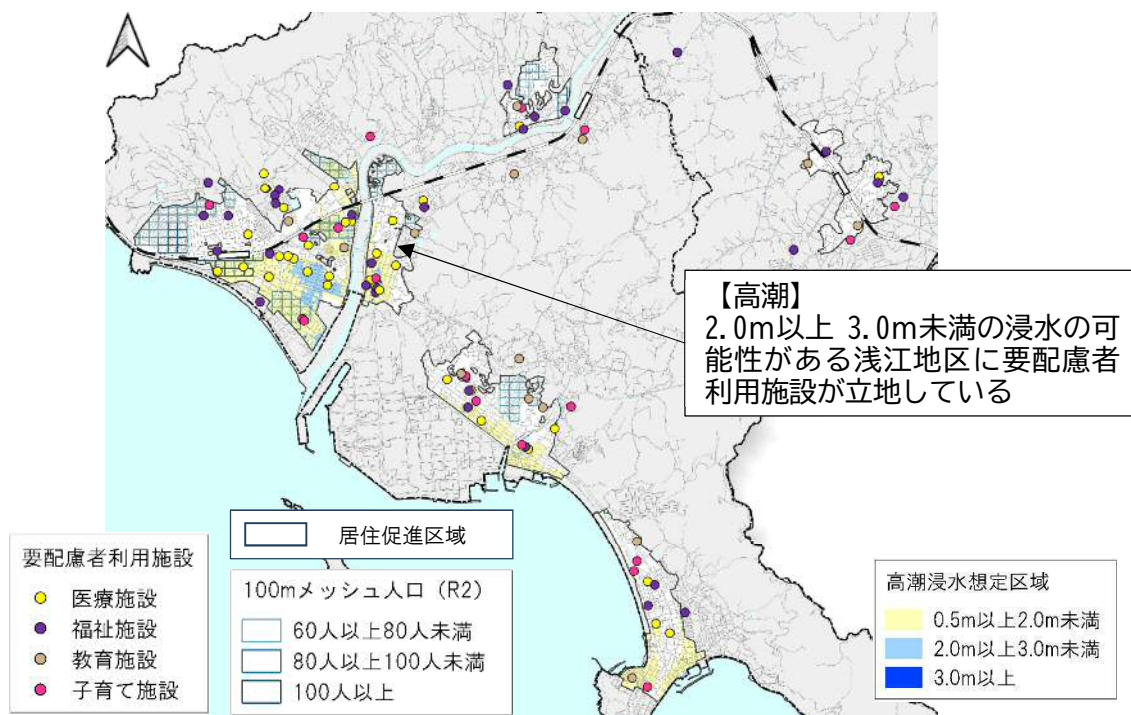 【高潮】
2.0m以上 3.0m未満の浸水の可
能性がある浅江地区に要配慮者
利用施設が立地している
要配慮者利用施設
医療施設
福祉施設
教育施設
子育て施設
居住促進区域
100mメッシュ人口（R2）
60人以上80人未満
80人以上100人未満
100人以上
高潮浸水想定区域
0.5m以上2.0m未満
2.0m以上3.0m未満
3.0m以上